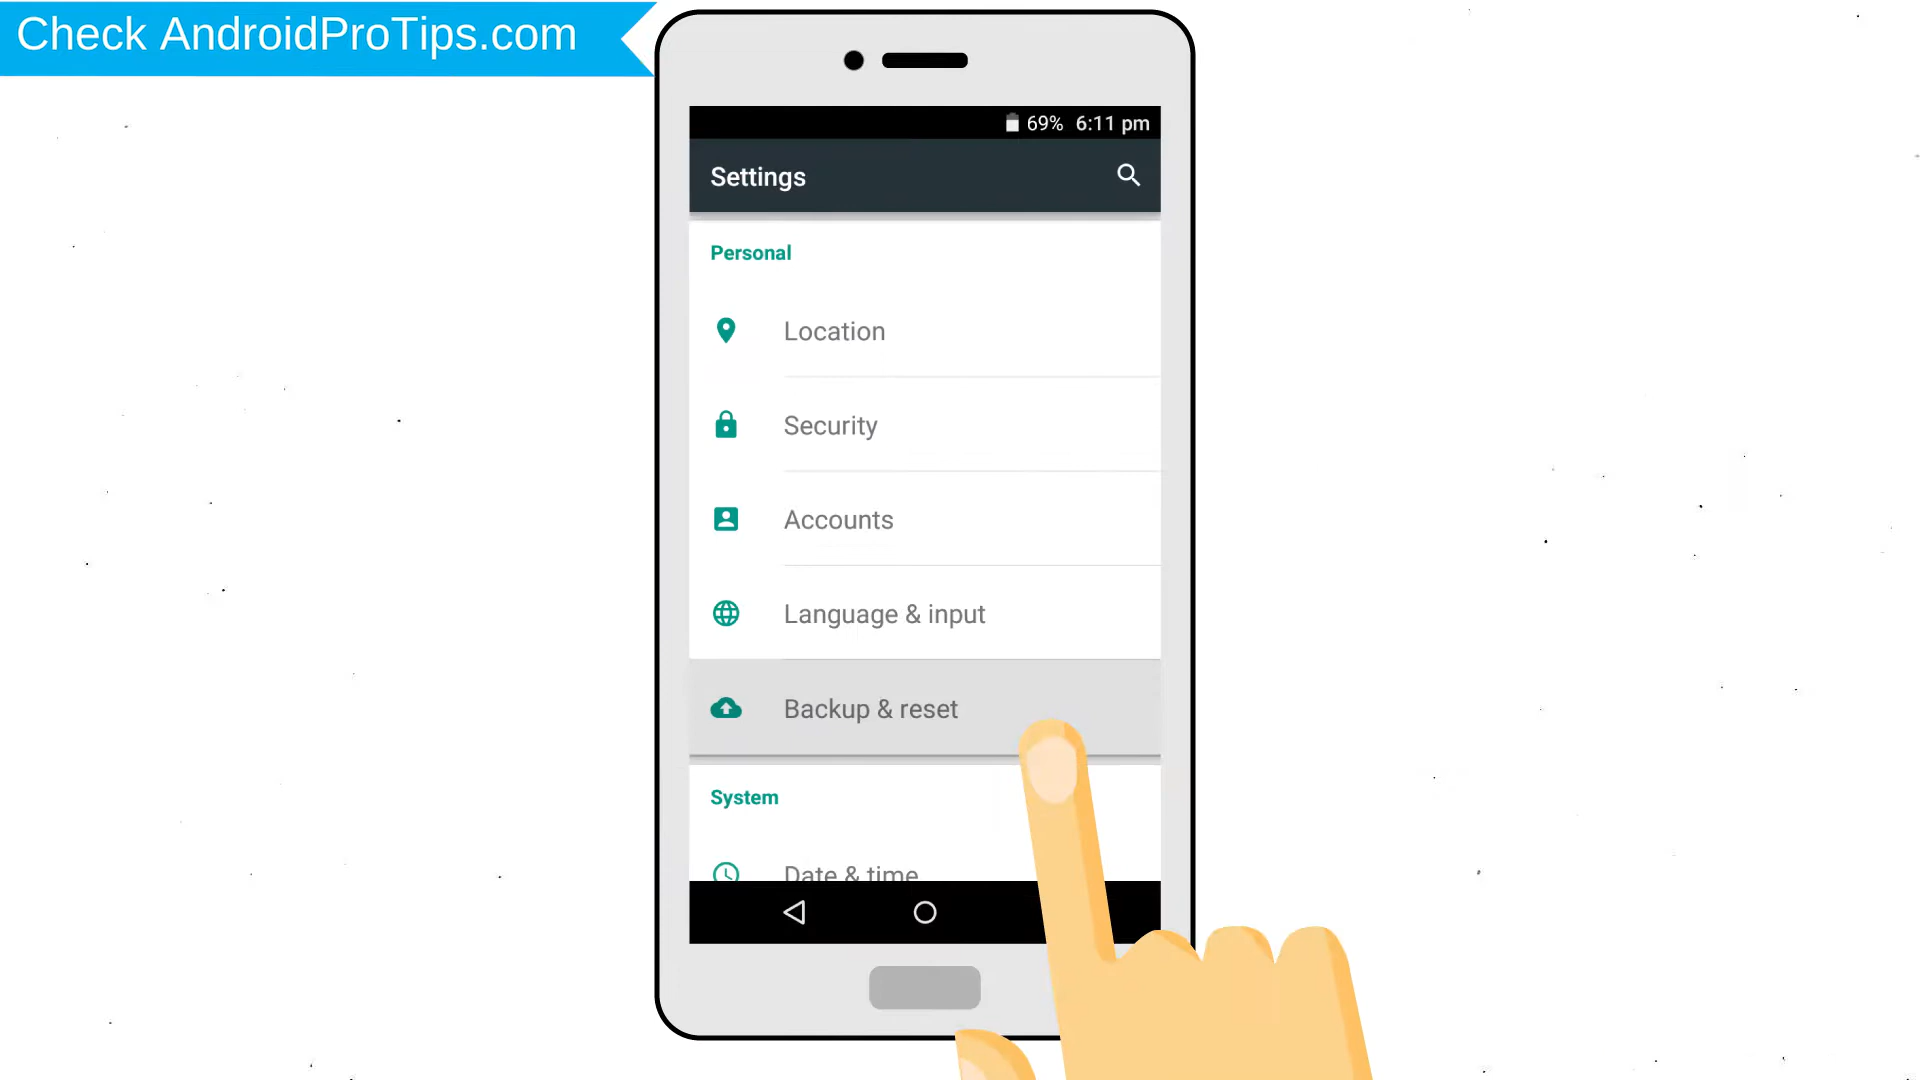 Check AndroidProTips.com
69% 6:11 pm
Settings
Personal
Location
Security
Accounts
Language & input
Backup & reset
System
Date & time